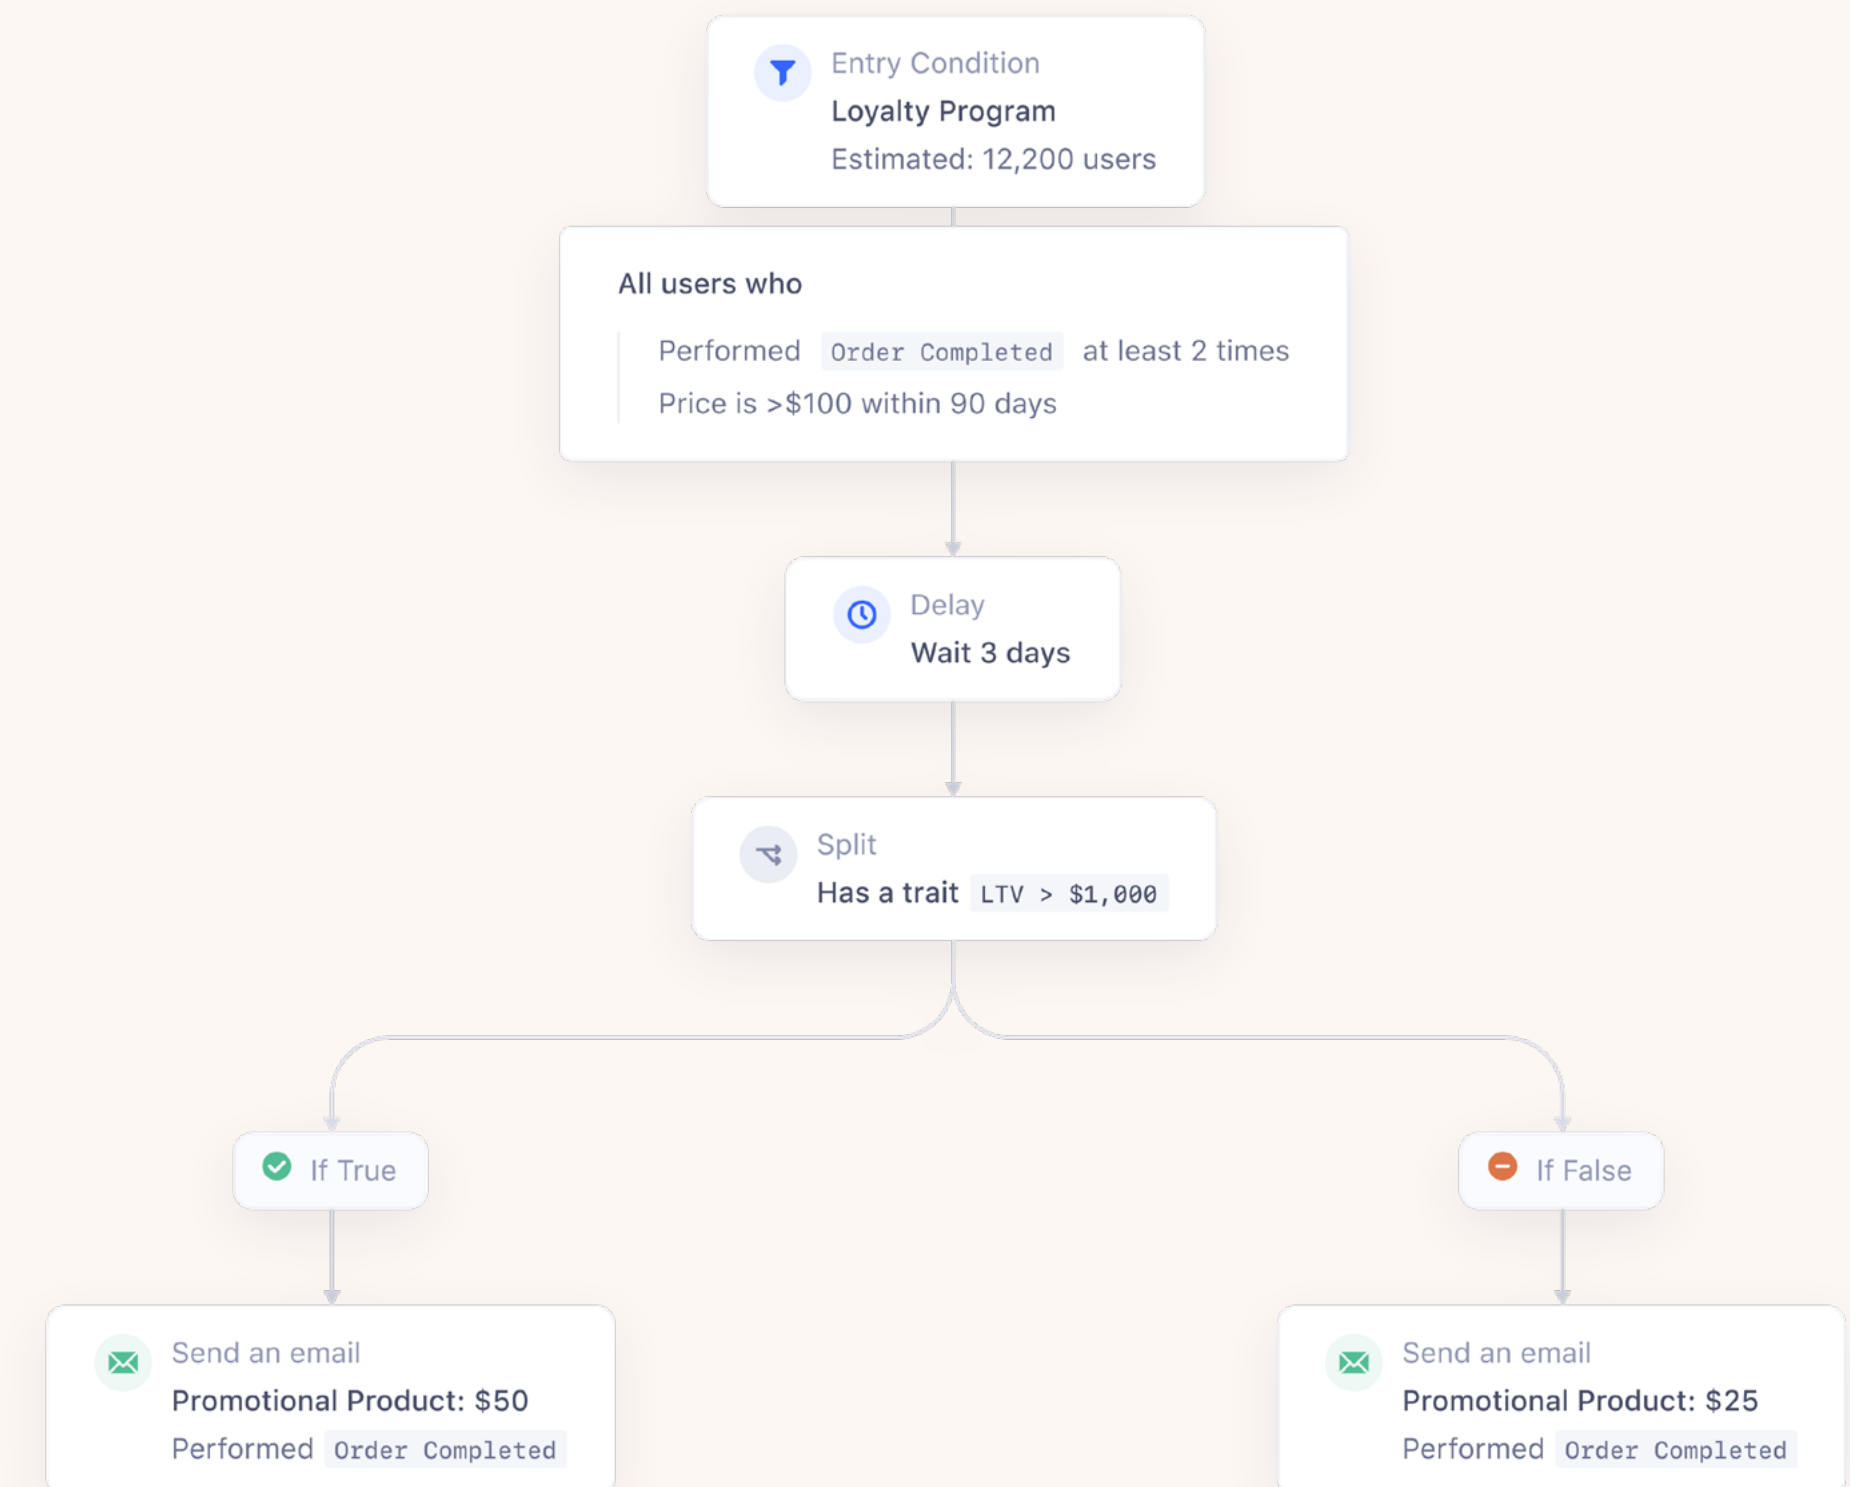 Entry Condition
Loyalty Program
Estimated: 12,200 users
All users who
Performed Order Completed at least 2 times
Price is >$100 within 90 days
Delay
Wait 3 days
Split
Has a trait LTV > $1,000
If True
If False
Send an email
Promotional Product: $50
Performed Order Completed
Send an email
Promotional Product: $25
Performed Order Completed